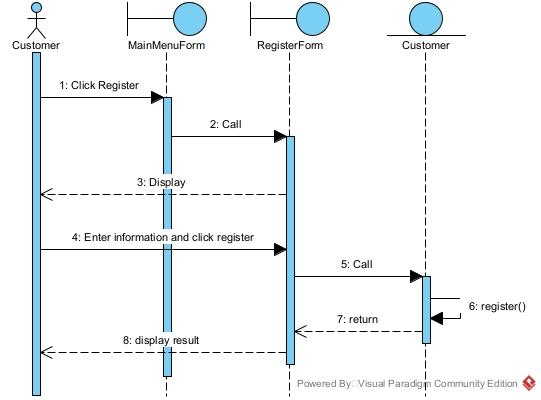 Customer
MainMenuForm
RegisterForm
Customer
1: Click Register
2: Call
3: Display
4: Enter information and click register
5: Call
6: register()
7: return
8: display result
Powered By Visual Paradigm Community Edition